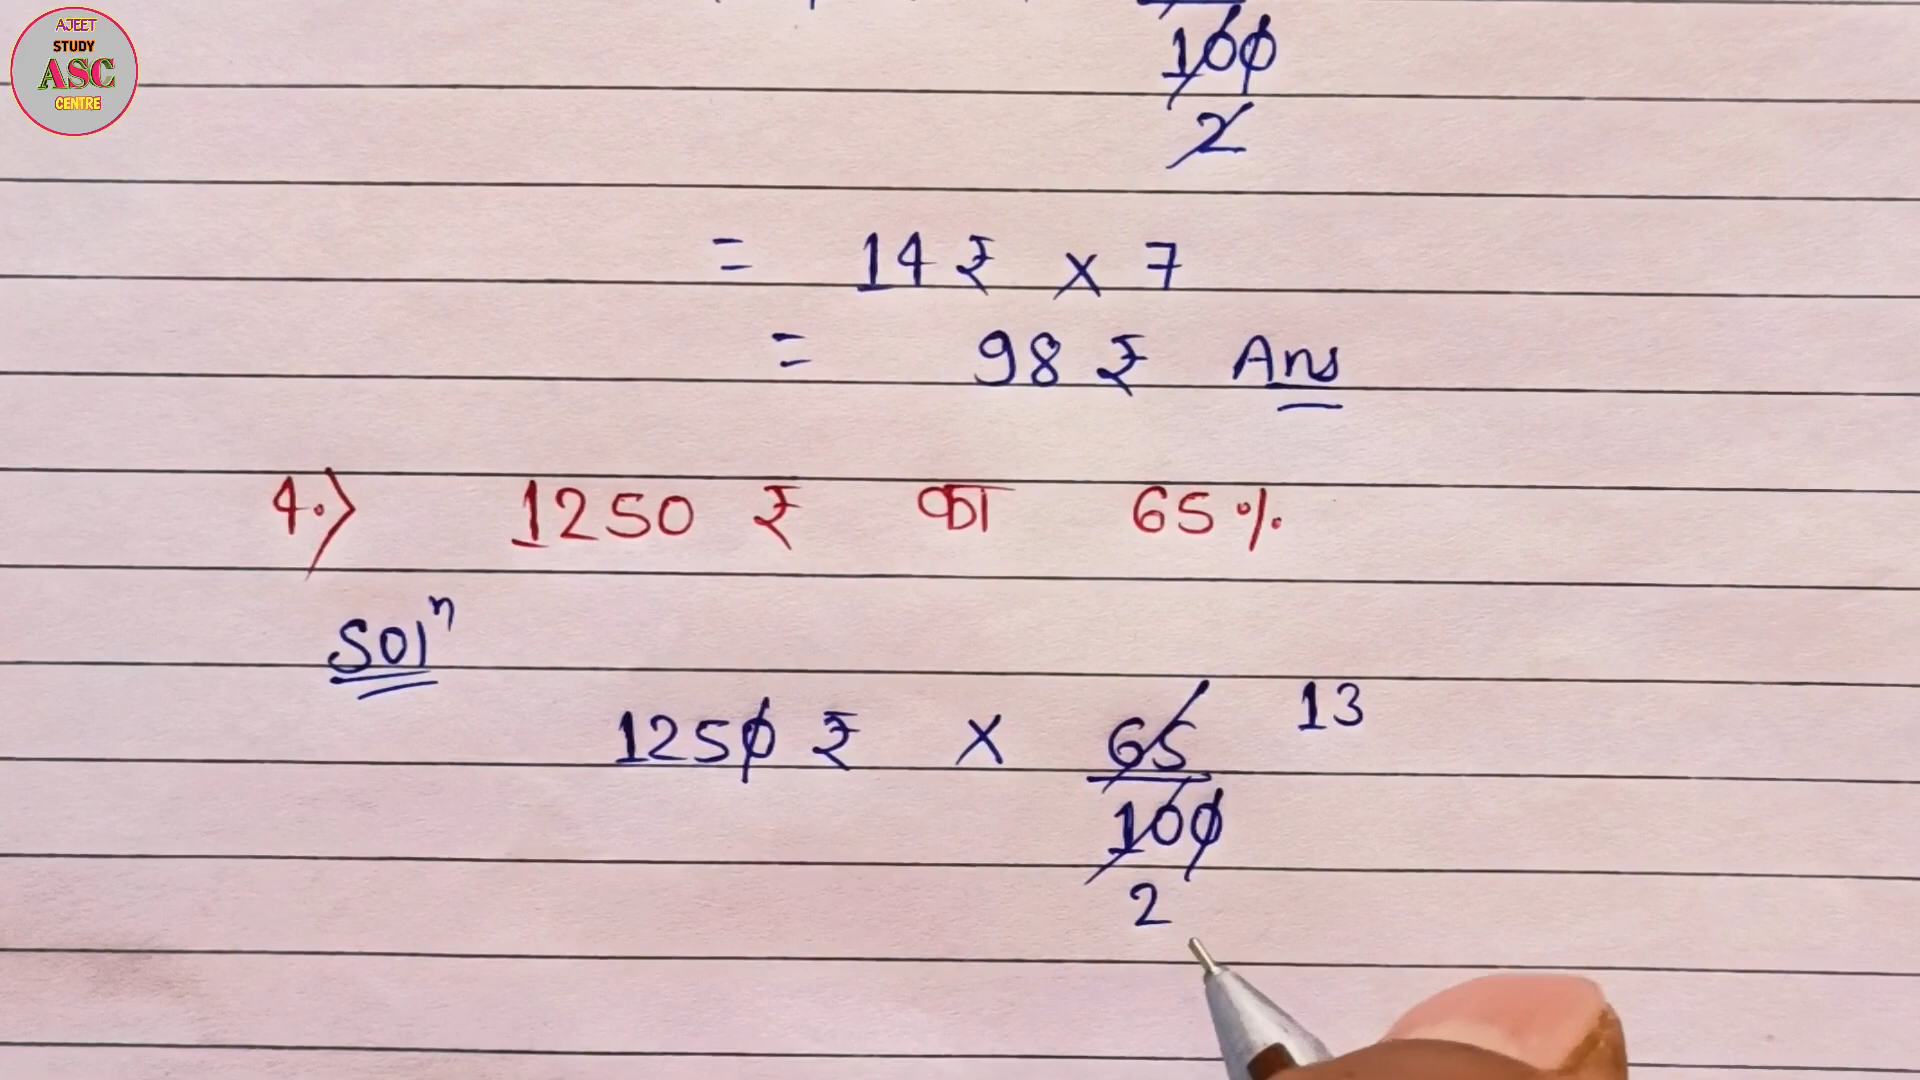 AJEET
STUDY
ASC
CENTRE
100
2
= 14 ₹ × 7
= 98 ₹ Ans
4.) 1250 ₹ का 65%
Solⁿ
1250 ₹ × 65 13
100
2